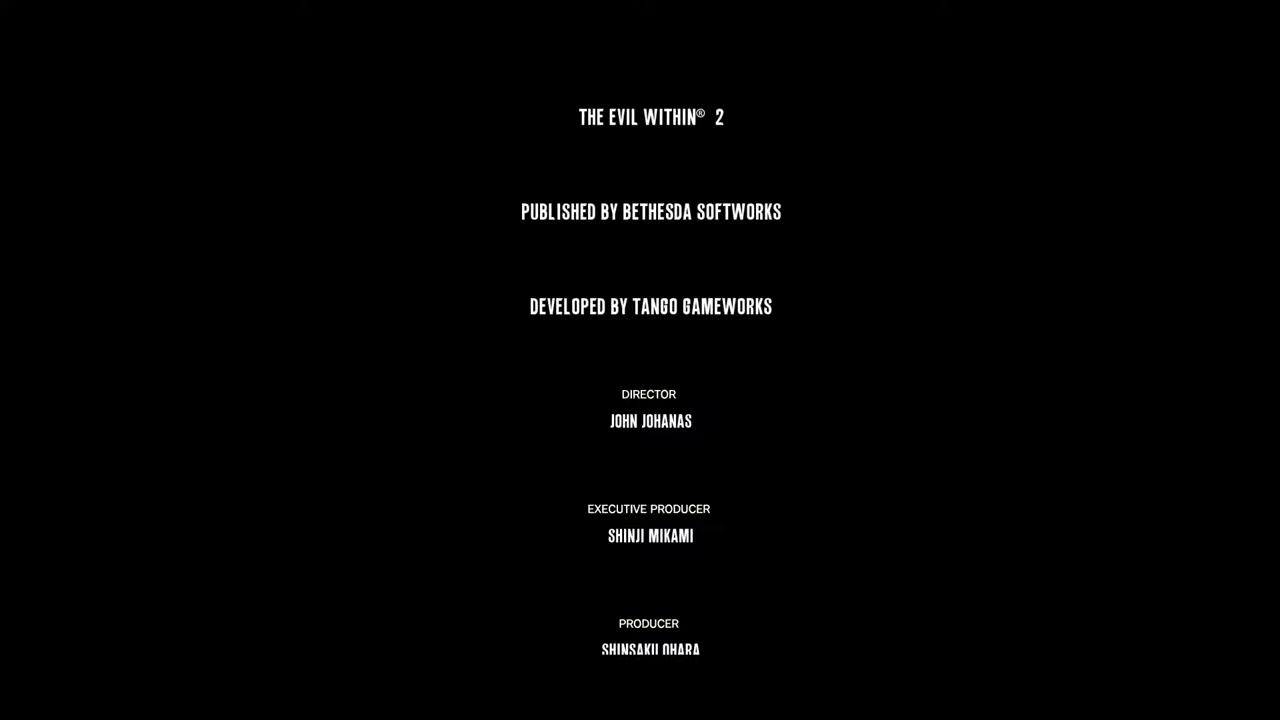 THE EVIL WITHIN® 2
PUBLISHED BY BETHESDA SOFTWORKS
DEVELOPED BY TANGO GAMEWORKS
DIRECTOR
JOHN JOHANAS
EXECUTIVE PRODUCER
SHINJI MIKAMI
PRODUCER
SHINSAKU OHARA